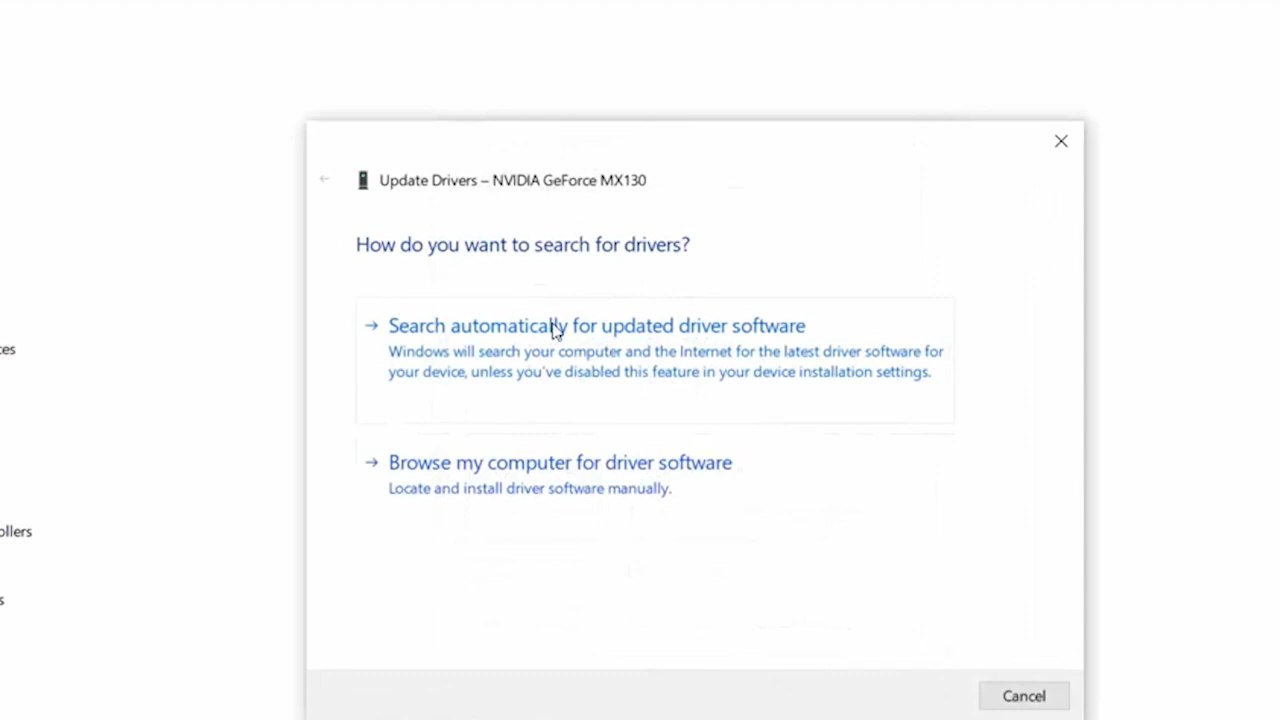 Update Drivers – NVIDIA GeForce MX130
How do you want to search for drivers?
Search automatically for updated driver software
Windows will search your computer and the Internet for the latest driver software for
your device, unless you've disabled this feature in your device installation settings.
ces
Browse my computer for driver software
Locate and install driver software manually.
ollers
s
Cancel